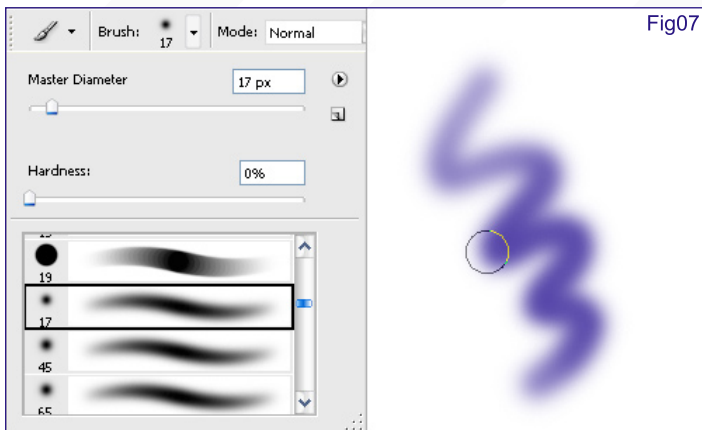 Brush:
17
Mode: Normal
Fig07
Master Diameter
17 px
Hardness:
0%
19
17
45
65